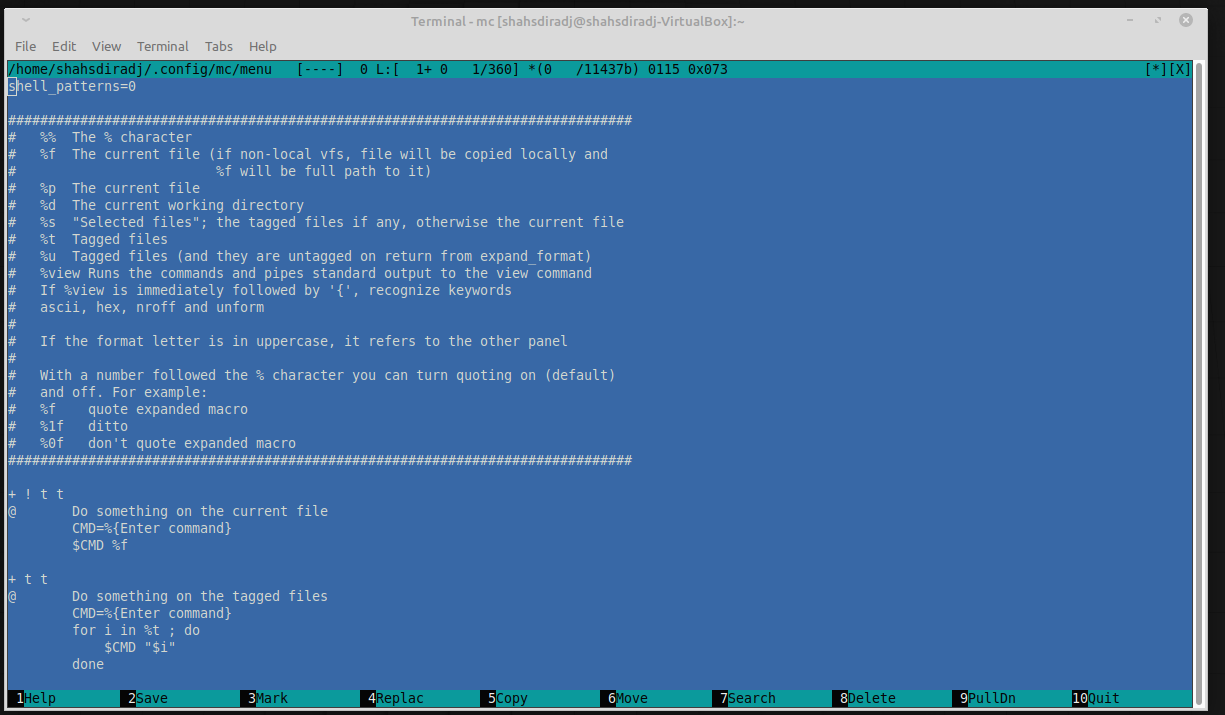 Terminal - mc [shahsdiradj@shahsdiradj-VirtualBox]:~
File Edit View Terminal Tabs Help
/home/shahsdiradj/.config/mc/menu   [----]  0 L:[  1+ 0   1/360] *(0   /11437b) 0115 0x073                                                    [*][X]
shell_patterns=0

##############################################################################
#   %%  The % character
#   %f  The current file (if non-local vfs, file will be copied locally and
#                         %f will be full path to it)
#   %p  The current file
#   %d  The current working directory
#   %s  "Selected files"; the tagged files if any, otherwise the current file
#   %t  Tagged files
#   %u  Tagged files (and they are untagged on return from expand_format)
#   %view Runs the commands and pipes standard output to the view command
#   If %view is immediately followed by '{', recognize keywords
#   ascii, hex, nroff and unform
#
#   If the format letter is in uppercase, it refers to the other panel
#
#   With a number followed the % character you can turn quoting on (default)
#   and off. For example:
#   %f    quote expanded macro
#   %1f   ditto
#   %0f   don't quote expanded macro
##############################################################################

+ ! t t
@       Do something on the current file
        CMD=%{Enter command}
        $CMD %f

+ t t
@       Do something on the tagged files
        CMD=%{Enter command}
        for i in %t ; do
            $CMD "$i"
        done

1Help 2Save 3Mark 4Replac 5Copy 6Move 7Search 8Delete 9PullDn 10Quit